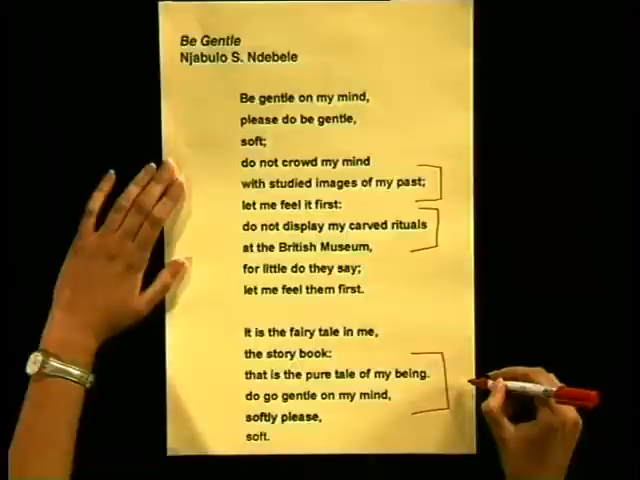 Be Gentle
Njabulo S. Ndebele
Be gentle on my mind,
please do be gentle,
soft;
do not crowd my mind
with studied images of my past;
let me feel it first:
do not display my carved rituals
at the British Museum,
for little do they say;
let me feel them first.
It is the fairy tale in me,
the story book:
that is the pure tale of my being.
do go gentle on my mind,
softly please,
soft.